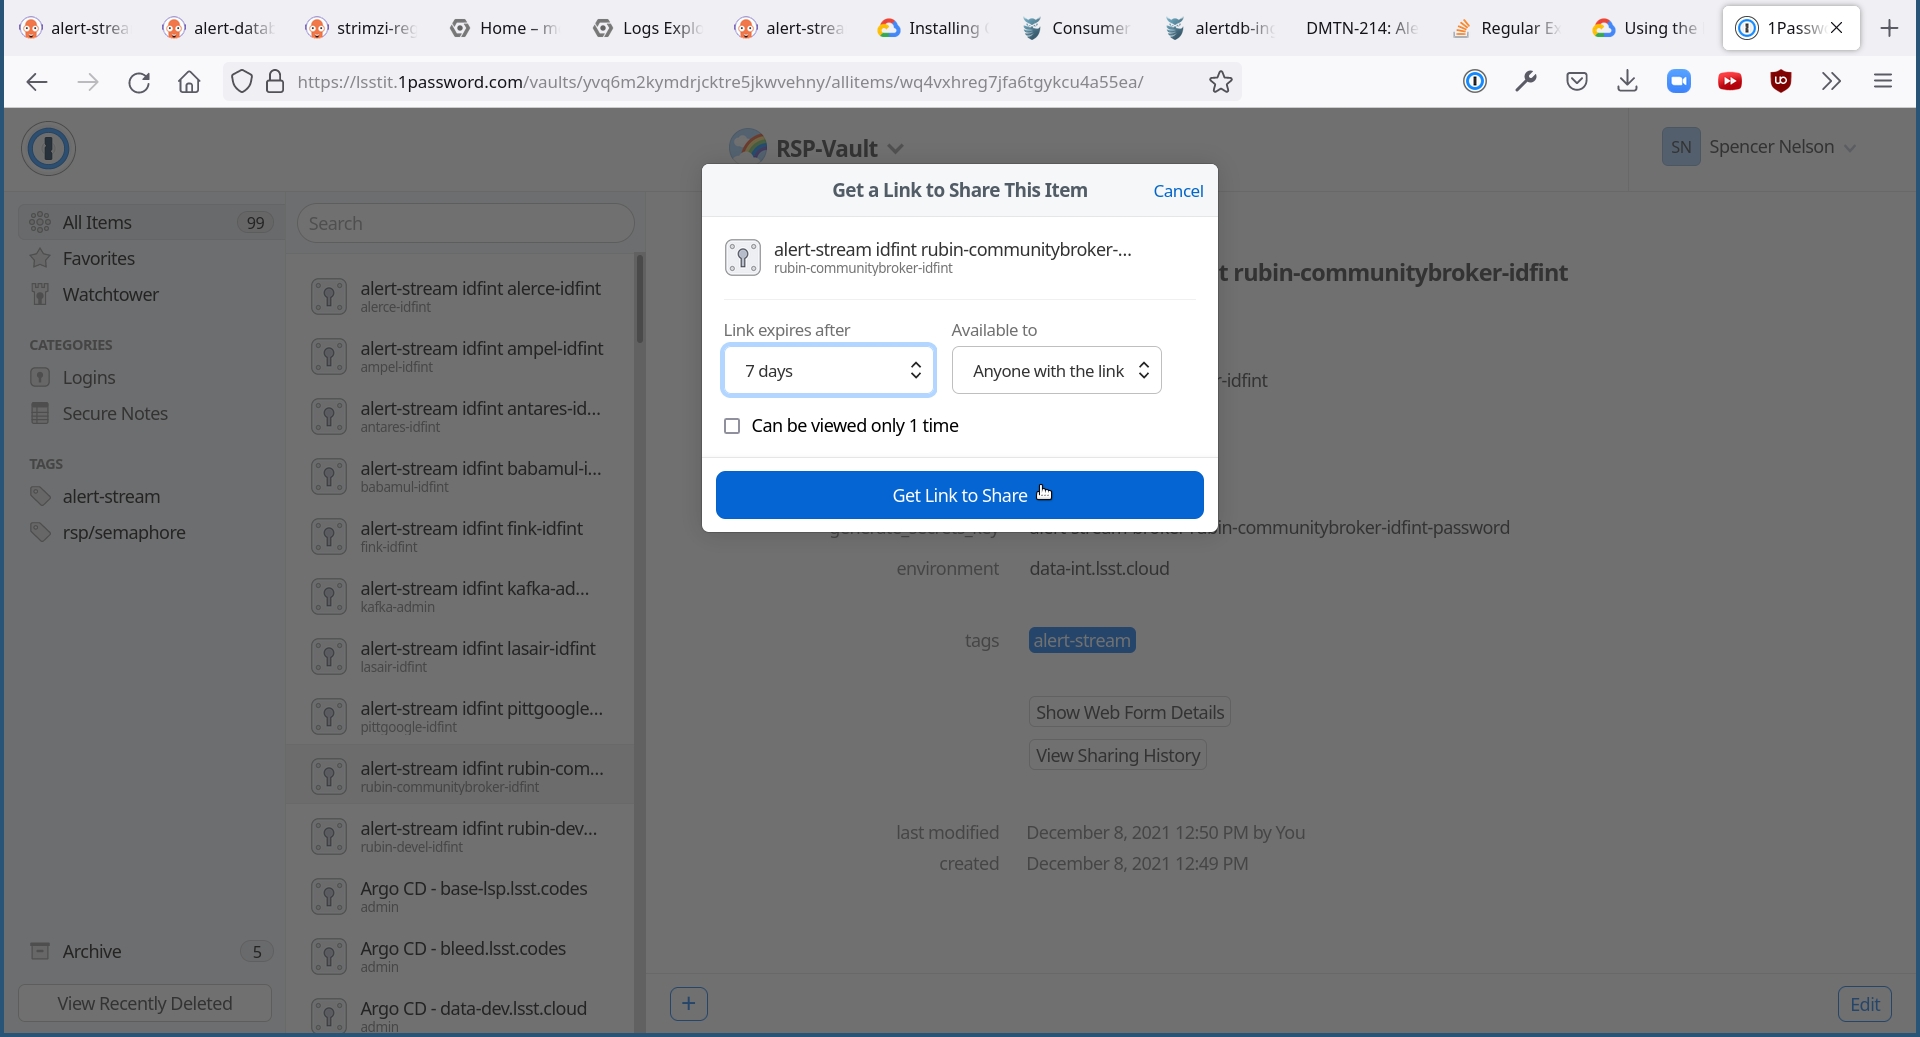 alert-strea
alert-datab
strimzi-reg
Home – m
Logs Explo
alert-strea
Installing
Consumer
alertdb-ing
DMTN-214: Ale
Regular Ex
Using the
1Passw
https://lsstit.1password.com/vaults/yvq6m2kymdrjcktre5jkwvehny/allitems/wq4vxhreg7jfa6tgykcu4a55ea/
RSP-Vault
SN Spencer Nelson
All Items 99
Favorites
Watchtower
CATEGORIES
Logins
Secure Notes
TAGS
alert-stream
rsp/semaphore
Archive 5
View Recently Deleted
Search
alert-stream idfint alerce-idfint
alerce-idfint
alert-stream idfint ampel-idfint
ampel-idfint
alert-stream idfint antares-id...
antares-idfint
alert-stream idfint babamul-i...
babamul-idfint
alert-stream idfint fink-idfint
fink-idfint
alert-stream idfint kafka-ad...
kafka-admin
alert-stream idfint lasair-idfint
lasair-idfint
alert-stream idfint pittgoogle...
pittgoogle-idfint
alert-stream idfint rubin-com...
rubin-communitybroker-idfint
alert-stream idfint rubin-dev...
rubin-devel-idfint
Argo CD - base-lsp.lsst.codes
admin
Argo CD - bleed.lsst.codes
admin
Argo CD - data-dev.lsst.cloud
admin
Get a Link to Share This Item
Cancel
alert-stream idfint rubin-communitybroker-...
rubin-communitybroker-idfint
Link expires after
7 days
Available to
Anyone with the link
Can be viewed only 1 time
Get Link to Share
t rubin-communitybroker-idfint
r-idfint
in-communitybroker-idfint-password
environment data-int.lsst.cloud
tags alert-stream
Show Web Form Details
View Sharing History
last modified December 8, 2021 12:50 PM by You
created December 8, 2021 12:49 PM
+
Edit